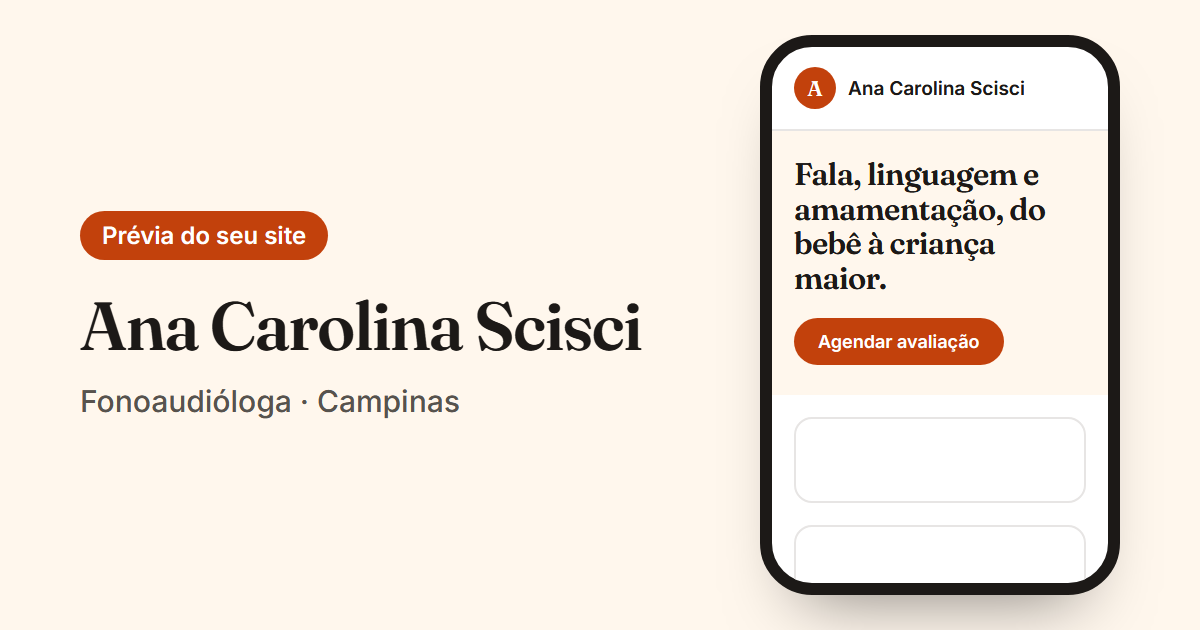 Prévia do seu site
Ana Carolina Scisci
Fonoaudióloga · Campinas
A
Ana Carolina Scisci
Fala, linguagem e
amamentação, do
bebê à criança
maior.
Agendar avaliação